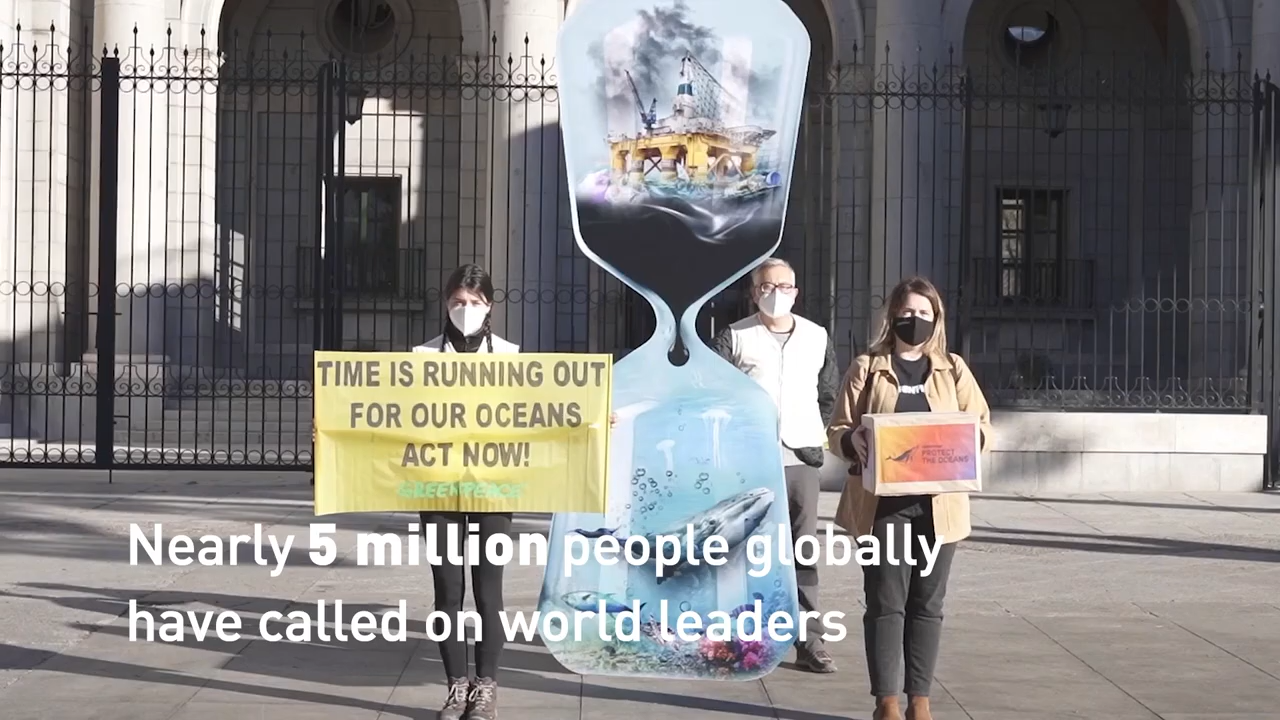 TIME IS RUNNING OUT
FOR OUR OCEANS
ACT NOW!
GREENPEACE
PROTECT
THE OCEANS
Nearly 5 million people globally
have called on world leaders